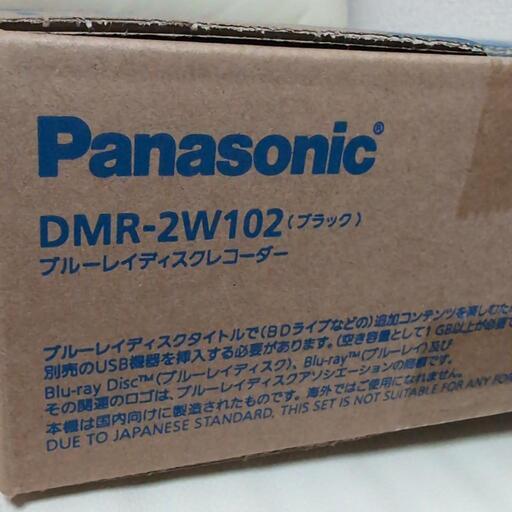 Panasonic®
DMR-2W102(ブラック)
ブルーレイディスクレコーダー
ブルーレイディスクタイトルで(BDライブなどの)追加コンテンツを楽しむため
別売のUSB機器を挿入する必要があります。(空き容量として1 GB以上が必要で
Blu-ray Disc™(ブルーレイディスク)、Blu-ray™(ブルーレイ)及び
その関連のロゴは、ブルーレイディスクアソシエーションの商標です。
本機は国内向けに製造されたものです。海外ではご使用になれません。
DUE TO JAPANESE STANDARD, THIS SET IS NOT SUITABLE FOR ANY FOR